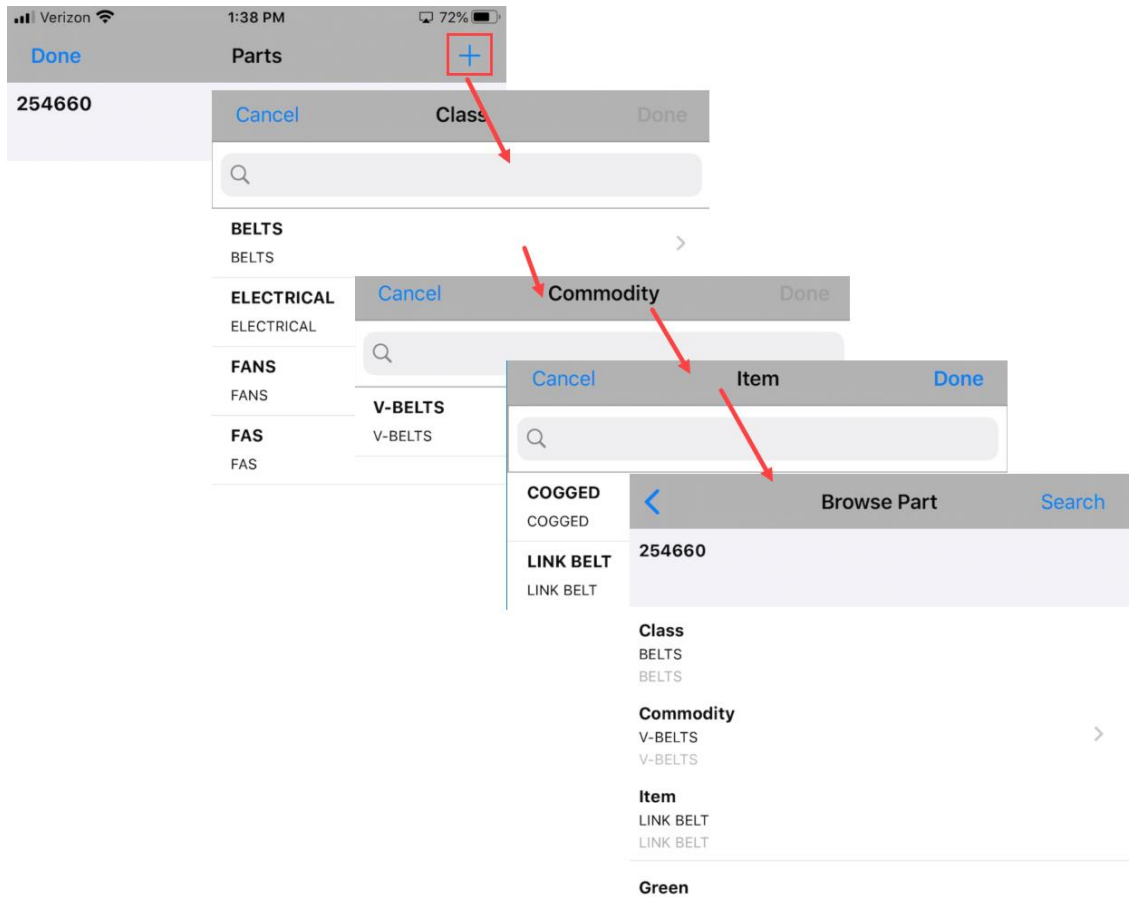 Verizon 1:38 PM 72%
Done Parts +
254660
Cancel Class Done
BELTS
BELTS
ELECTRICAL
ELECTRICAL
FANS
FANS
FAS
FAS
Cancel Commodity Done
V-BELTS
V-BELTS
Cancel Item Done
COGGED
COGGED
LINK BELT
LINK BELT
Browse Part Search
254660
Class
BELTS
BELTS
Commodity
V-BELTS
V-BELTS
Item
LINK BELT
LINK BELT
Green